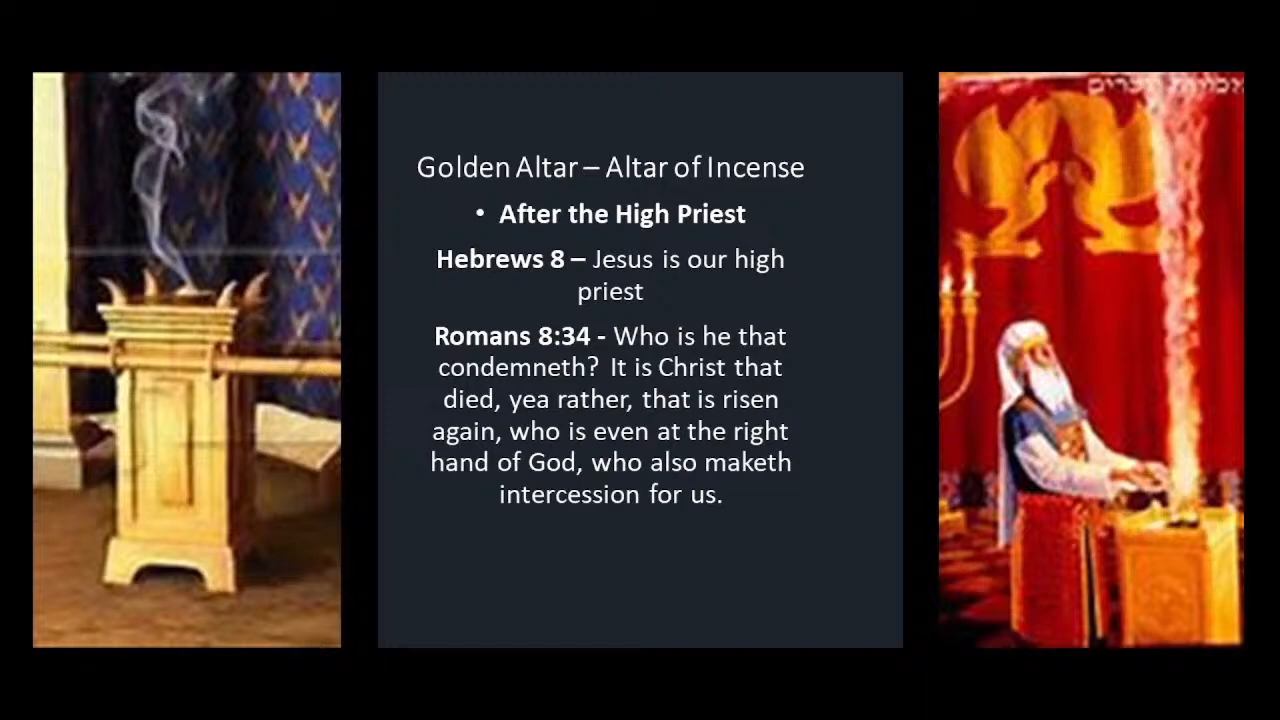 Golden Altar – Altar of Incense
• After the High Priest
Hebrews 8 – Jesus is our high
priest
Romans 8:34 - Who is he that
condemneth? It is Christ that
died, yea rather, that is risen
again, who is even at the right
hand of God, who also maketh
intercession for us.